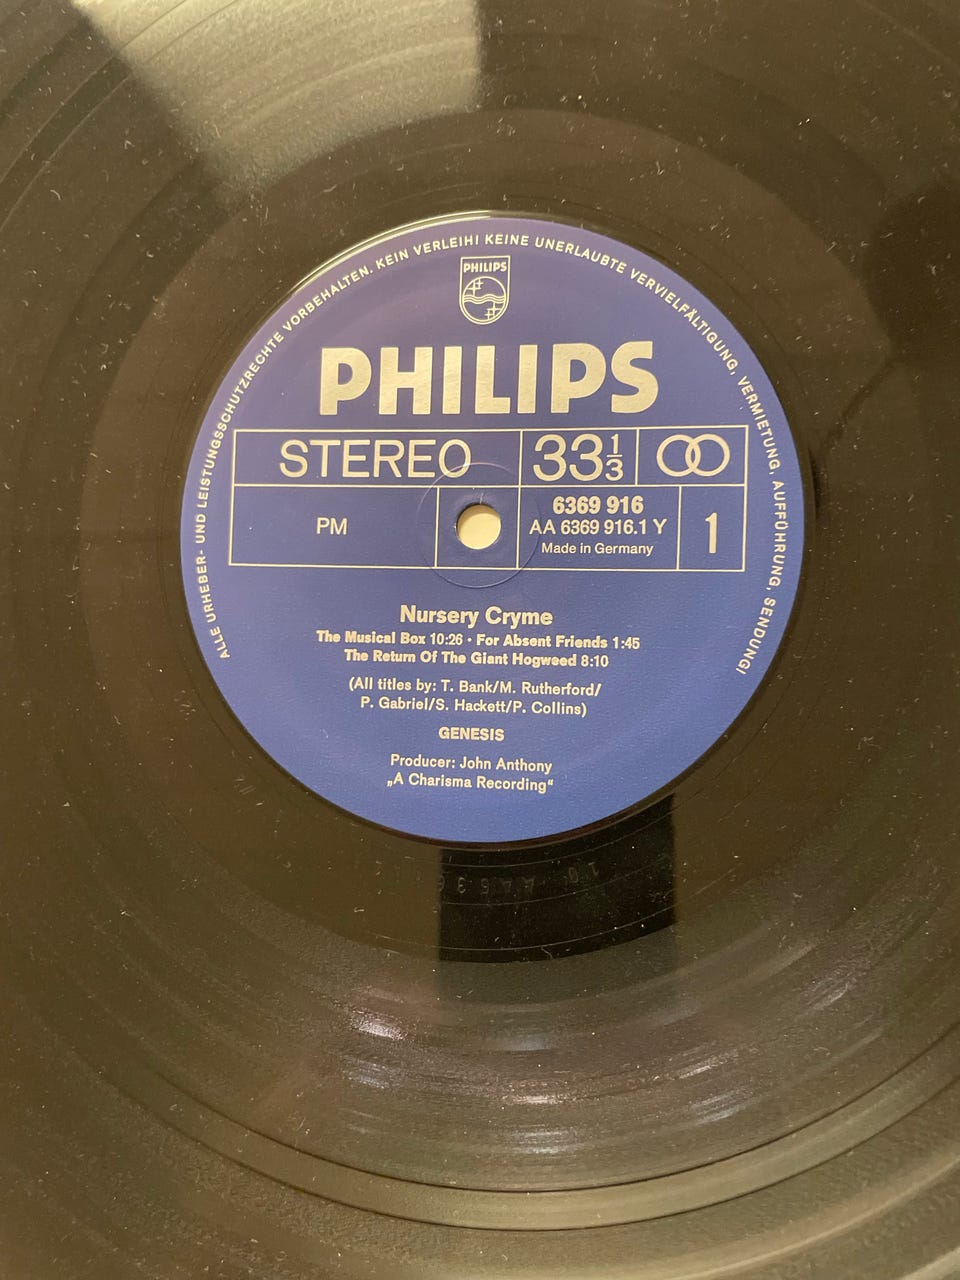 ALLE URHEBER- UND LEISTUNGSSCHUTZRECHTE VORBEHALTEN. KEIN VERLEIH! KEINE UNERLAUBTE VERVIELFÄLTIGUNG, VERMIETUNG, AUFFÜHRUNG, SENDUNG!
PHILIPS
PHILIPS
STEREO 33 1/3
PM 6369 916
AA 6369 916.1 Y 1
Made in Germany
Nursery Cryme
The Musical Box 10:26 · For Absent Friends 1:45
The Return Of The Giant Hogweed 8:10
(All titles by: T. Bank/M. Rutherford/
P. Gabriel/S. Hackett/P. Collins)
GENESIS
Producer: John Anthony
„A Charisma Recording“